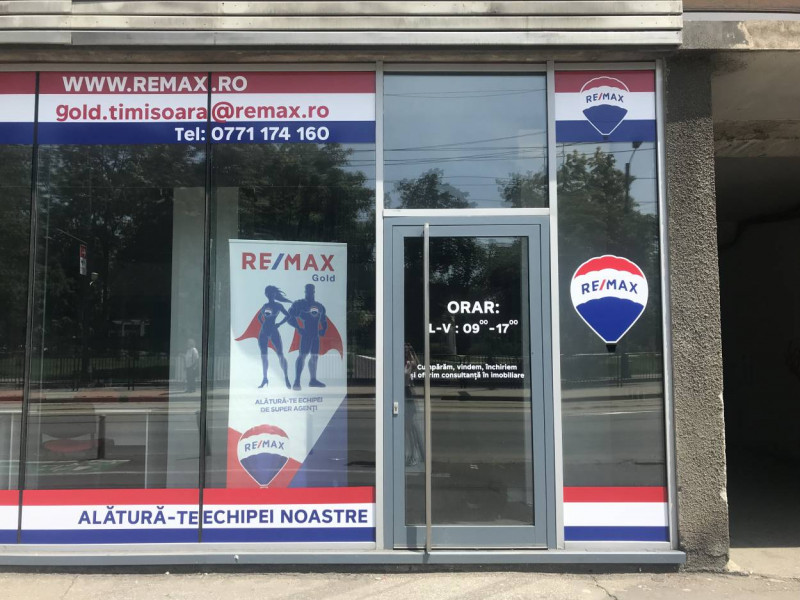 WWW.REMAX.RO
gold.timisoara@remax.ro
Tel: 0771 174 160
RE/MAX
RE/MAX
Gold
ALĂTURĂ-TE ECHIPEI
DE SUPER AGENȚI
RE/MAX
ORAR:
L-V : 09⁰⁰-17⁰⁰
Cumpărăm, vindem, închiriem
și oferim consultanță în imobiliare
RE/MAX
ALĂTURĂ-TE ECHIPEI NOASTRE